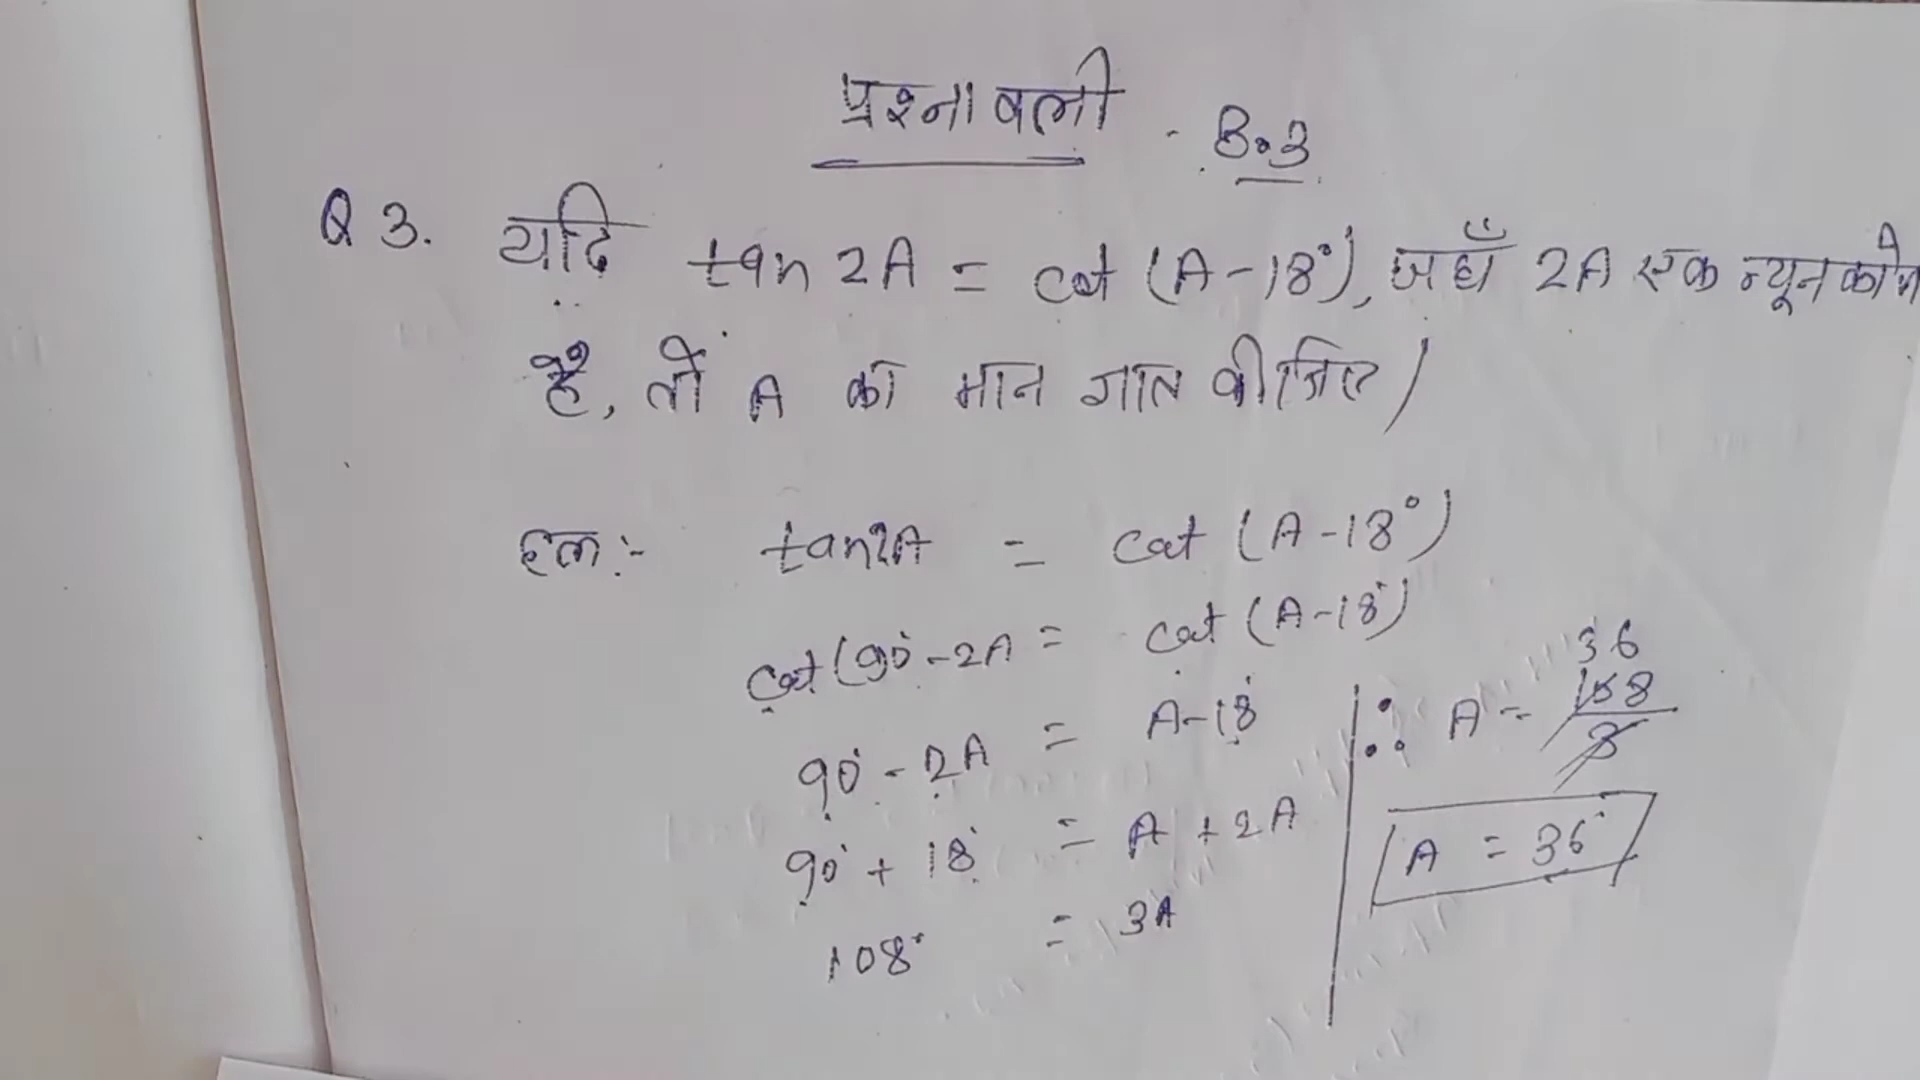 प्रश्नावली - 8.3
Q 3. यदि tan 2A = cot (A - 18°), जहाँ 2A एक न्यून कोण
है, तो A का मान गात कीजिए /
हल :- tan2A = cot (A - 18°)
cot (90° - 2A = cot (A - 18°)
90° - 2A = A - 18°
90° + 18° = A + 2A
108° = 3A
36
∴ A = 108
3
A = 36°